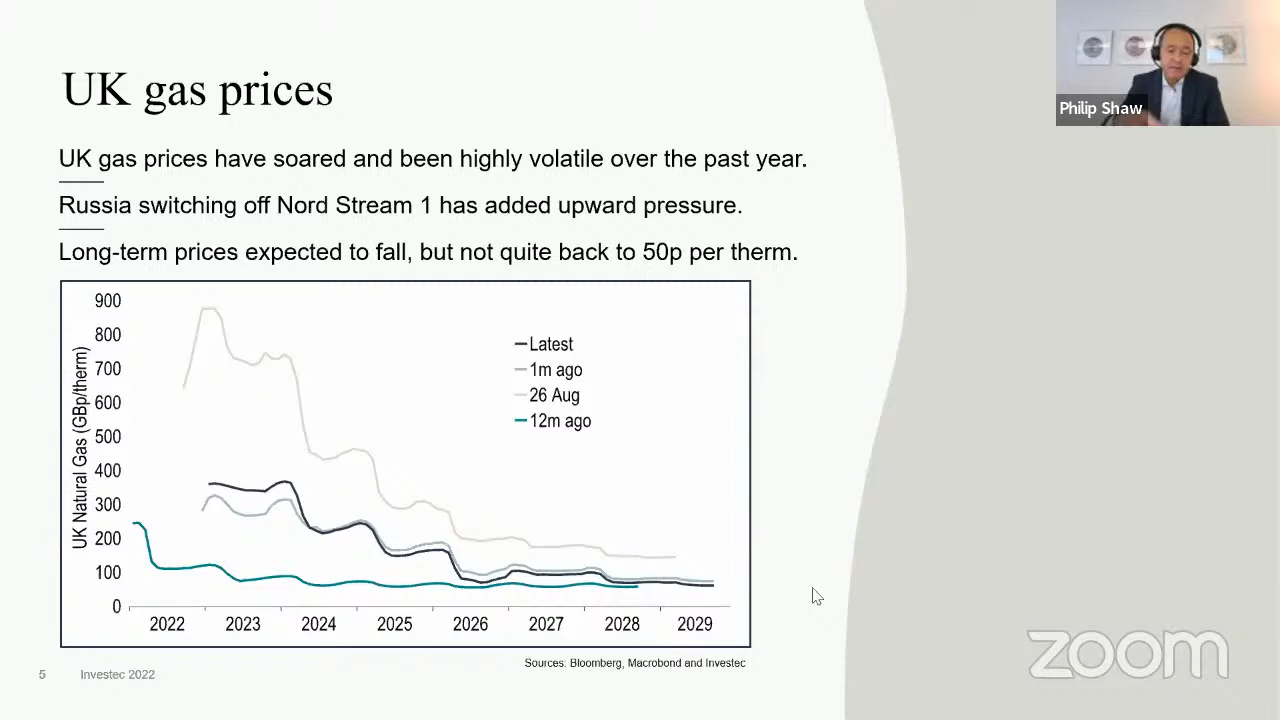 Philip Shaw
UK gas prices
UK gas prices have soared and been highly volatile over the past year.
Russia switching off Nord Stream 1 has added upward pressure.
Long-term prices expected to fall, but not quite back to 50p per therm.
UK Natural Gas (GBp/therm)
900
800
700
600
500
400
300
200
100
0
Latest
1m ago
26 Aug
12m ago
2022 2023 2024 2025 2026 2027 2028 2029
Sources: Bloomberg, Macrobond and Investec
5 Investec 2022
zoom